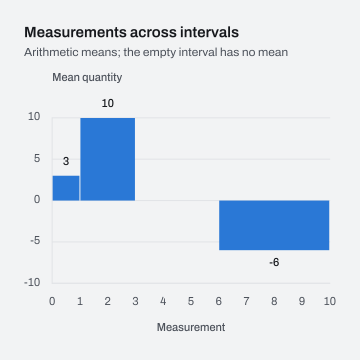 Measurements across intervals
Arithmetic means; the empty interval has no mean
Mean quantity
10
10
5
3
0
-5
-6
-10
0 1 2 3 4 5 6 7 8 9 10
Measurement